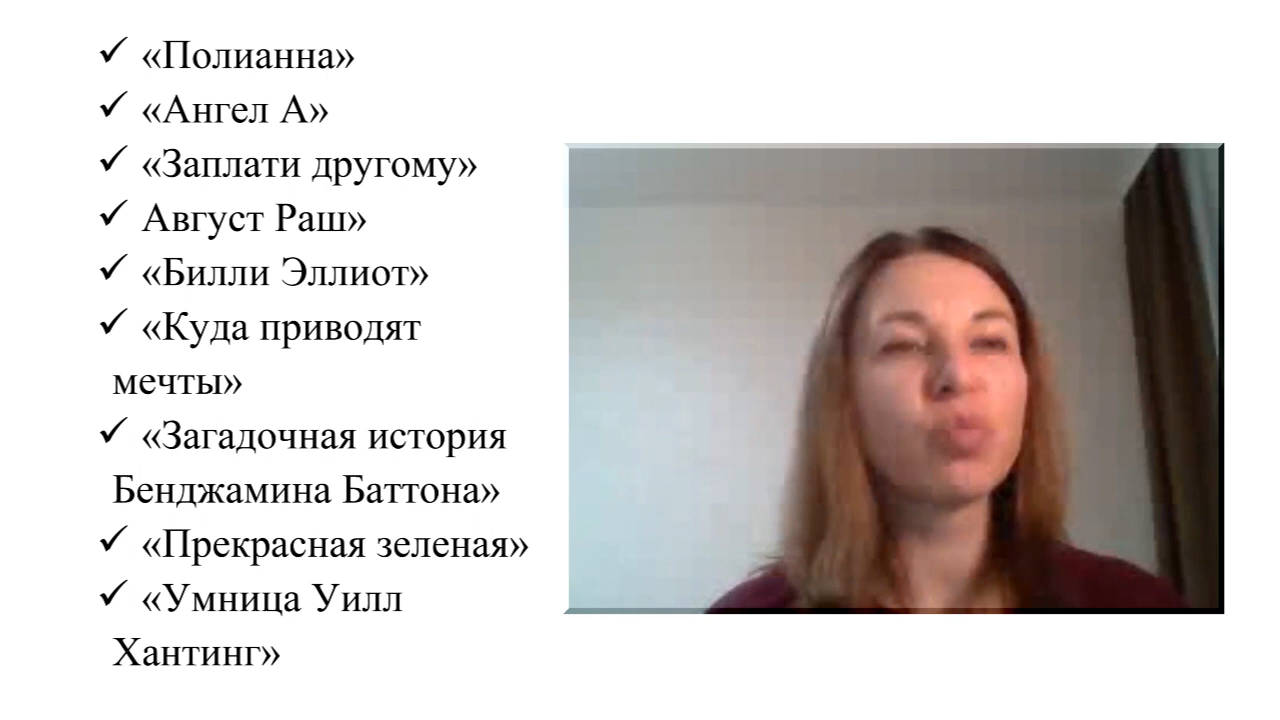 ✓ «Полианна»
✓ «Ангел А»
✓ «Заплати другому»
✓ Август Раш»
✓ «Билли Эллиот»
✓ «Куда приводят
мечты»
✓ «Загадочная история
Бенджамина Баттона»
✓ «Прекрасная зеленая»
✓ «Умница Уилл
Хантинг»